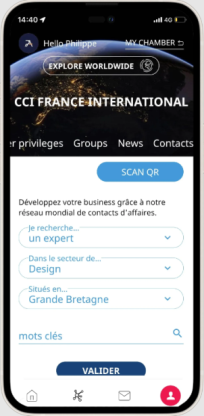 14:40
4G
Hello Philippe
MY CHAMBER
EXPLORE WORLDWIDE
CCI FRANCE INTERNATIONAL
er privileges Groups News Contacts
SCAN QR
Développez votre business grâce à notre
réseau mondial de contacts d'affaires.
Je recherche...
un expert
Dans le secteur de...
Design
Situés en...
Grande Bretagne
mots clés
VALIDER